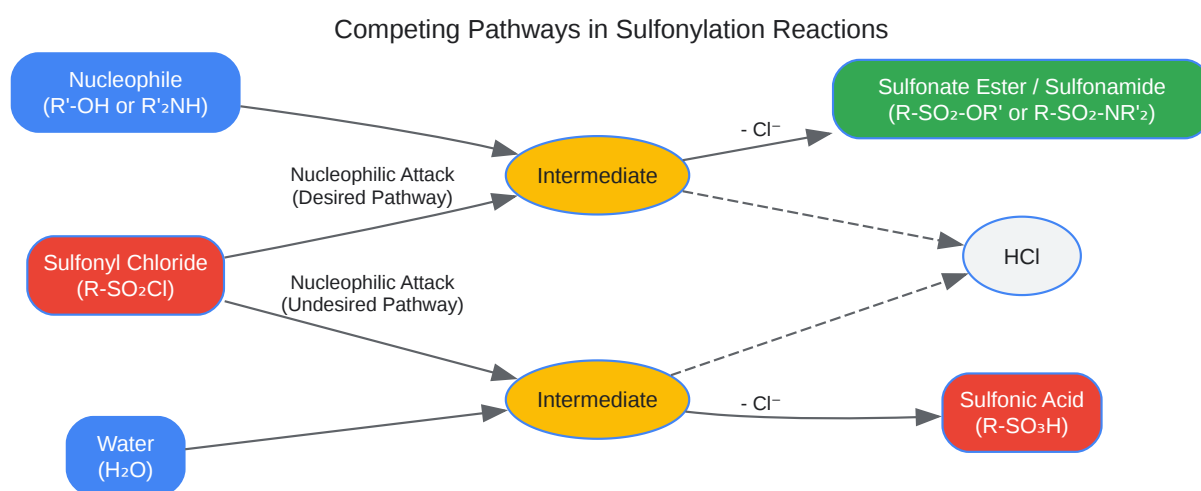 Competing Pathways in Sulfonylation Reactions
Nucleophile
(R'-OH or R'₂NH)
Sulfonate Ester / Sulfonamide
(R-SO₂-OR' or R-SO₂-NR'₂)
- Cl⁻
Intermediate
Nucleophilic Attack
(Desired Pathway)
Sulfonyl Chloride
(R-SO₂Cl)
HCl
Nucleophilic Attack
(Undesired Pathway)
Intermediate
- Cl⁻
Sulfonic Acid
(R-SO₃H)
Water
(H₂O)